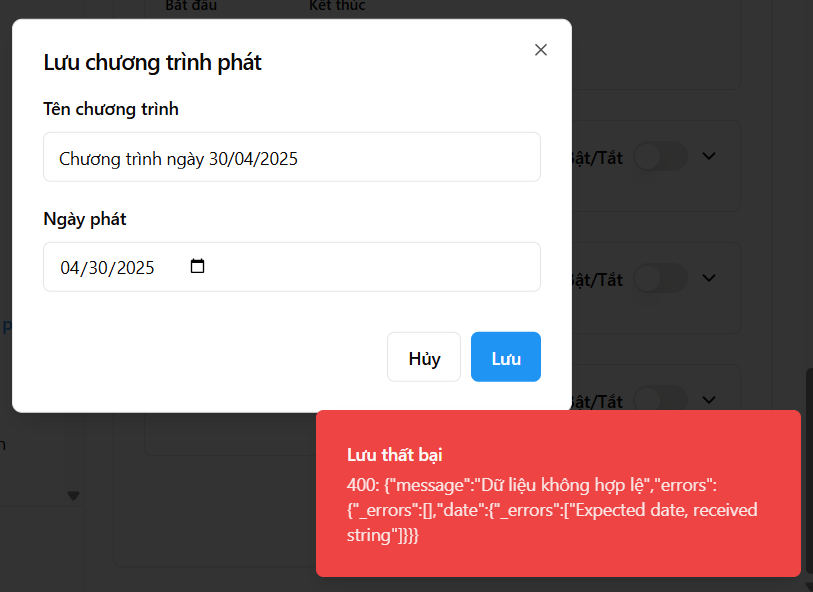 Bắt đầu Kết thúc
Lưu chương trình phát
Tên chương trình
Chương trình ngày 30/04/2025
Bật/Tắt
Ngày phát
04/30/2025
Bật/Tắt
p
Hủy
Lưu
Bật/Tắt
n
Lưu thất bại
400: {"message":"Dữ liệu không hợp lệ","errors":
{"_errors":[],"date":{"_errors":["Expected date, received
string"]}}}